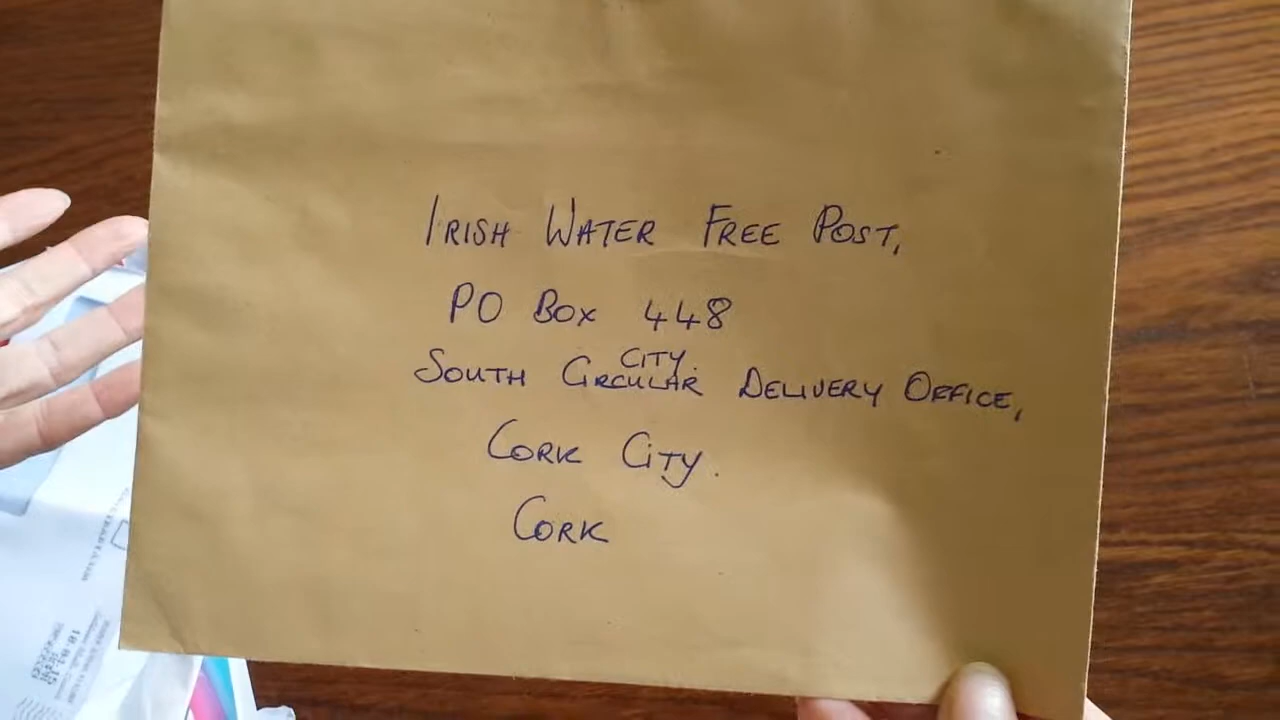 IRISH WATER FREE POST,
PO BOX 448
CITY.
SOUTH CIRCULAR DELIVERY OFFICE,
CORK CITY.
CORK